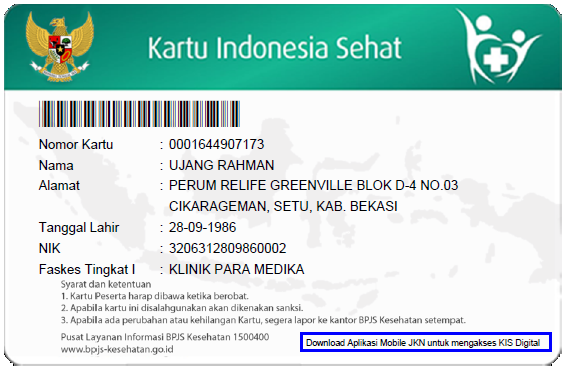 Kartu Indonesia Sehat
Nomor Kartu : 0001644907173
Nama : UJANG RAHMAN
Alamat : PERUM RELIFE GREENVILLE BLOK D-4 NO.03
CIKARAGEMAN, SETU, KAB. BEKASI
Tanggal Lahir : 28-09-1986
NIK : 3206312809860002
Faskes Tingkat I : KLINIK PARA MEDIKA
Syarat dan ketentuan
1. Kartu Peserta harap dibawa ketika berobat.
2. Apabila kartu ini disalahgunakan akan dikenakan sanksi.
3. Apabila ada perubahan atau kehilangan Kartu, segera lapor ke kantor BPJS Kesehatan setempat.
Pusat Layanan Informasi BPJS Kesehatan 1500400
www.bpjs-kesehatan.go.id
Download Aplikasi Mobile JKN untuk mengakses KIS Digital